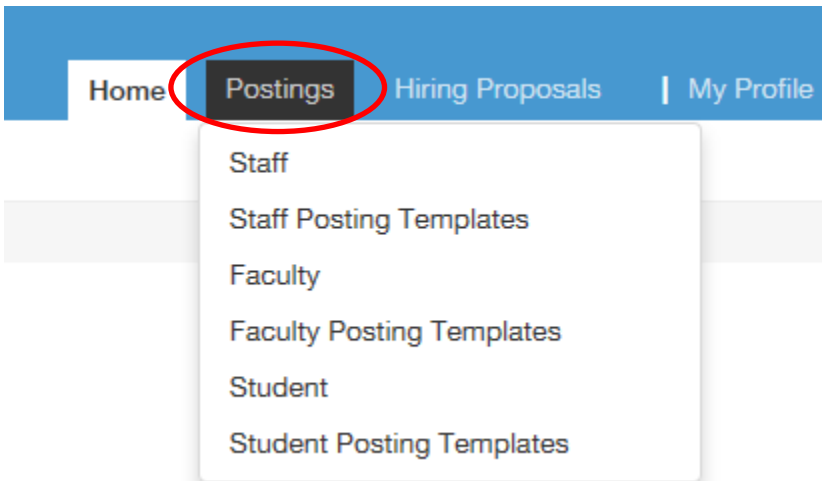 Home Postings Hiring Proposals | My Profile
Staff
Staff Posting Templates
Faculty
Faculty Posting Templates
Student
Student Posting Templates